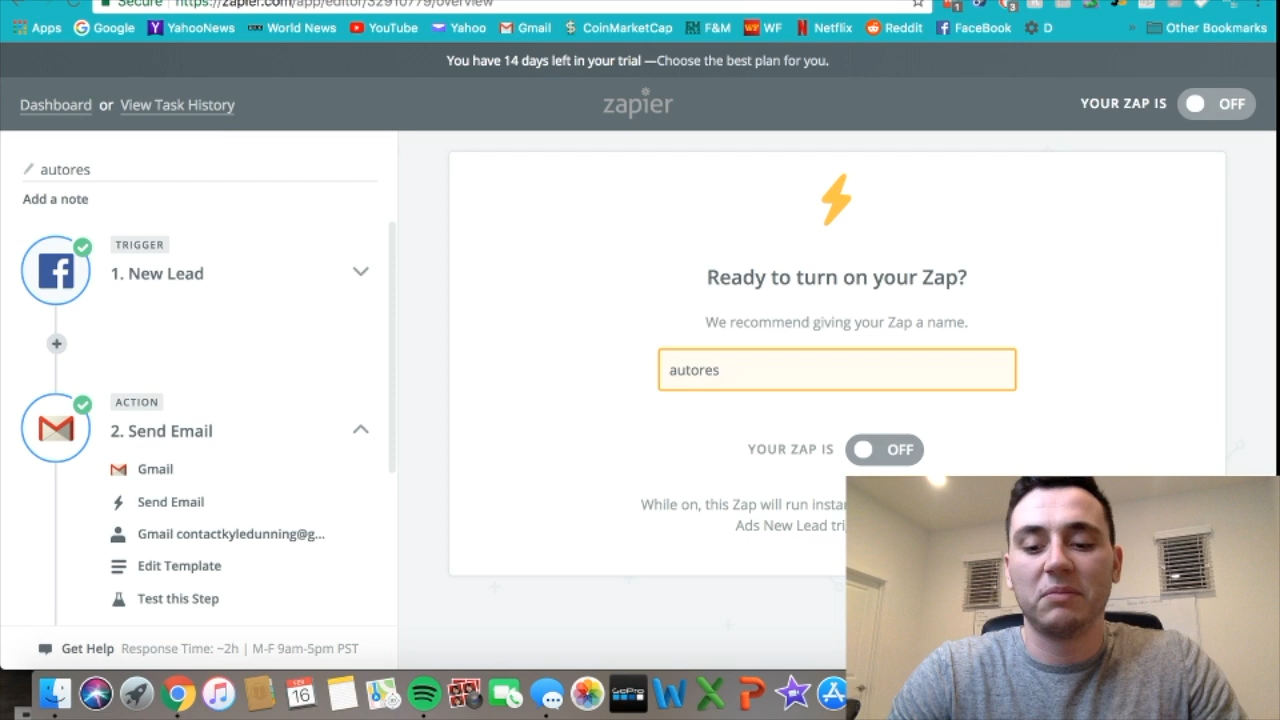 Secure https://zapier.com/app/editor/32910779/overview
Apps Google YahooNews World News YouTube Yahoo Gmail CoinMarketCap F&M WF Netflix Reddit FaceBook D » Other Bookmarks
You have 14 days left in your trial —Choose the best plan for you.
Dashboard or View Task History
zapier
YOUR ZAP IS OFF
autores
Add a note
TRIGGER
1. New Lead
ACTION
2. Send Email
Gmail
Send Email
Gmail contactkyledunning@g...
Edit Template
Test this Step
Get Help Response Time: ~2h | M-F 9am-5pm PST
Ready to turn on your Zap?
We recommend giving your Zap a name.
autores
YOUR ZAP IS OFF
While on, this Zap will run
Ads New Lead
16
GoPro